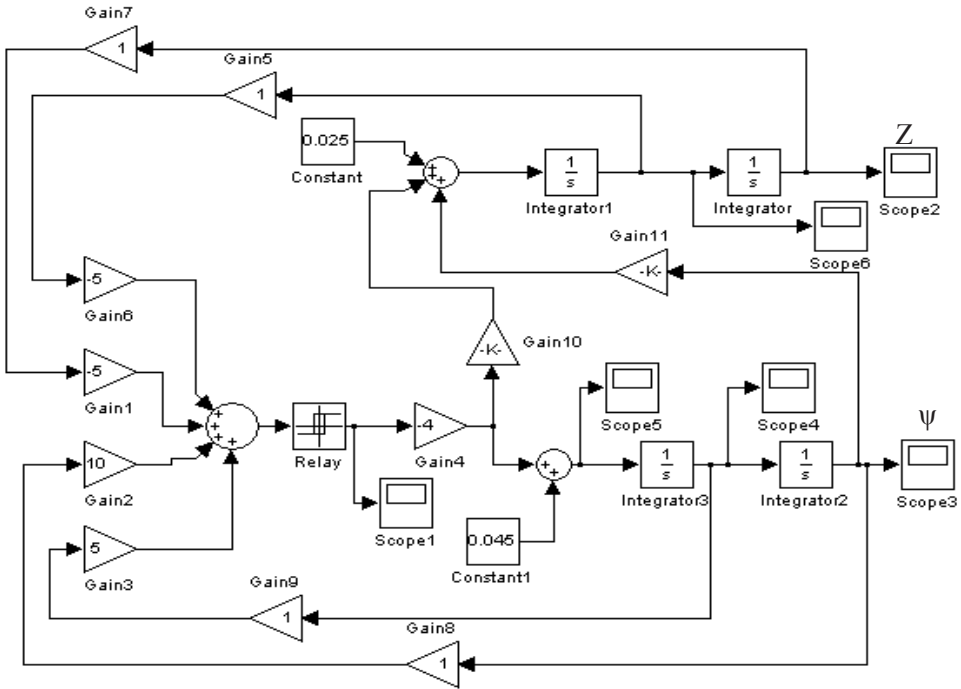 Gain7
1
Gain5
1
0.025
Constant
+
+
+
1
s
Integrator1
1
s
Integrator
Z
Scope2
Scope6
Gain11
-K-
-5
Gain6
-K-
Gain10
-5
Gain1
+
+
+
+
Relay
-4
Gain4
Scope5
Scope4
ψ
10
Gain2
Scope1
+
+
1
s
Integrator3
1
s
Integrator2
Scope3
5
Gain3
0.045
Constant1
Gain9
1
Gain8
1